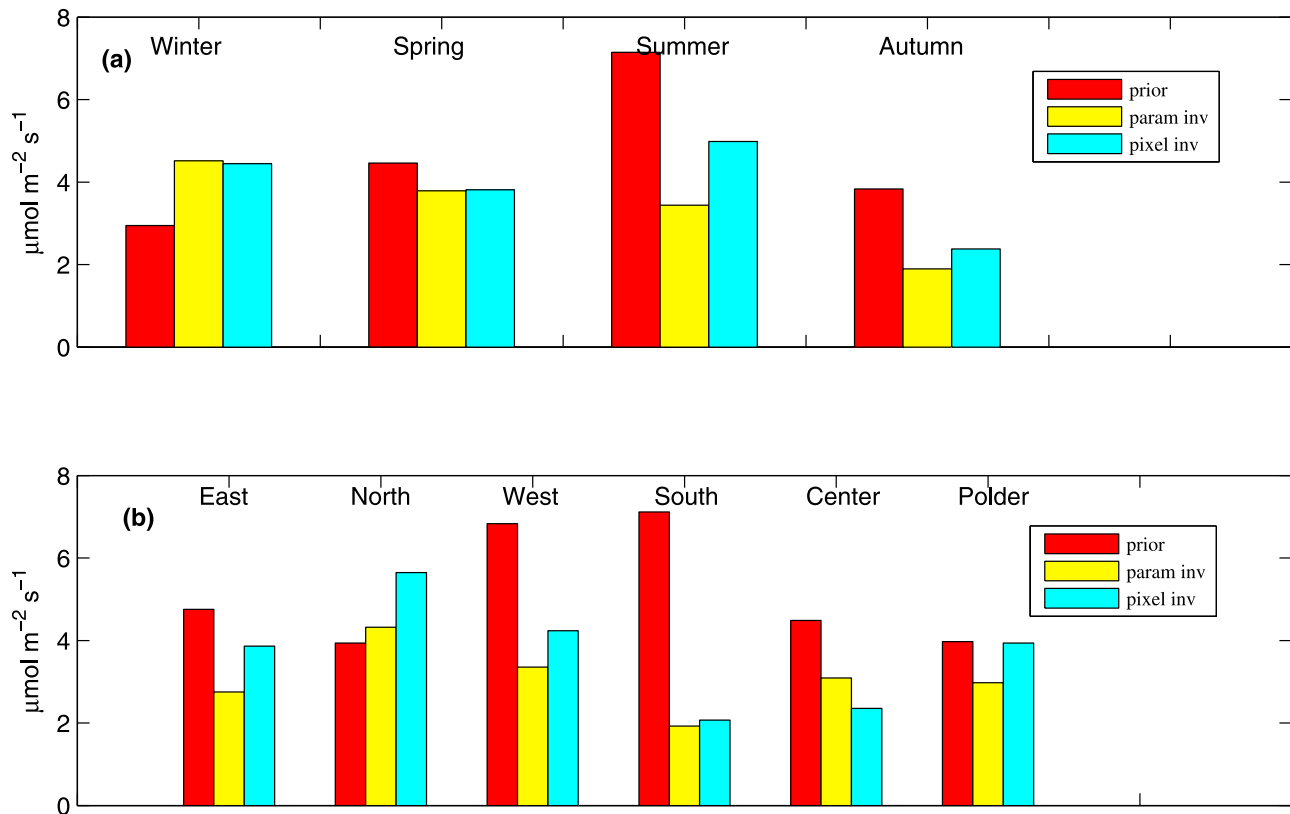 8
Winter Spring Summer Autumn
(a)
prior
6
param inv
pixel inv
4
2
0
μmol m⁻² s⁻¹
8
East North West South Center Polder
(b)
prior
6
param inv
pixel inv
4
2
0
μmol m⁻² s⁻¹